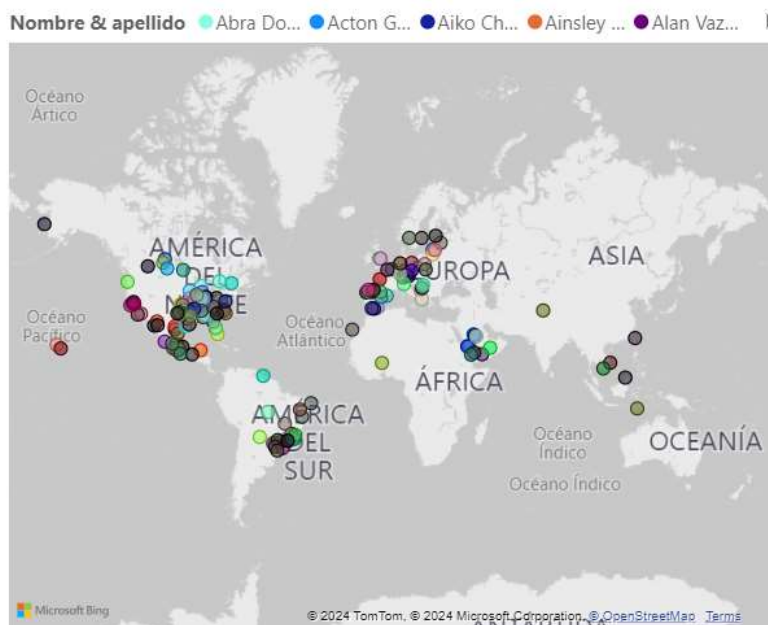 Nombre & apellido Abra Do... Acton G... Aiko Ch... Ainsley ... Alan Vaz...
Océano
Ártico
AMÉRICA
DEL
NORTE
ASIA
EUROPA
Océano
Pacífico
Océano
Atlántico
ÁFRICA
AMÉRICA
DEL
SUR
OCEANÍA
Océano
Índico
Océano Índico
Microsoft Bing
© 2024 TomTom, © 2024 Microsoft Corporation, © OpenStreetMap Terms